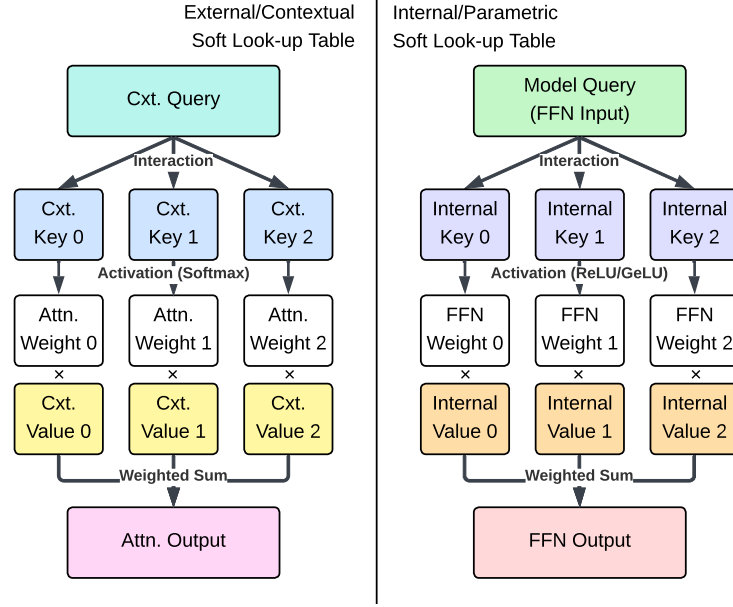 External/Contextual
Soft Look-up Table
Cxt. Query
Interaction
Cxt.
Key 0
Cxt.
Key 1
Cxt.
Key 2
Activation (Softmax)
Attn.
Weight 0
Attn.
Weight 1
Attn.
Weight 2
×
×
×
Cxt.
Value 0
Cxt.
Value 1
Cxt.
Value 2
Weighted Sum
Attn. Output
Internal/Parametric
Soft Look-up Table
Model Query
(FFN Input)
Interaction
Internal
Key 0
Internal
Key 1
Internal
Key 2
Activation (ReLU/GeLU)
FFN
Weight 0
FFN
Weight 1
FFN
Weight 2
×
×
×
Internal
Value 0
Internal
Value 1
Internal
Value 2
Weighted Sum
FFN Output